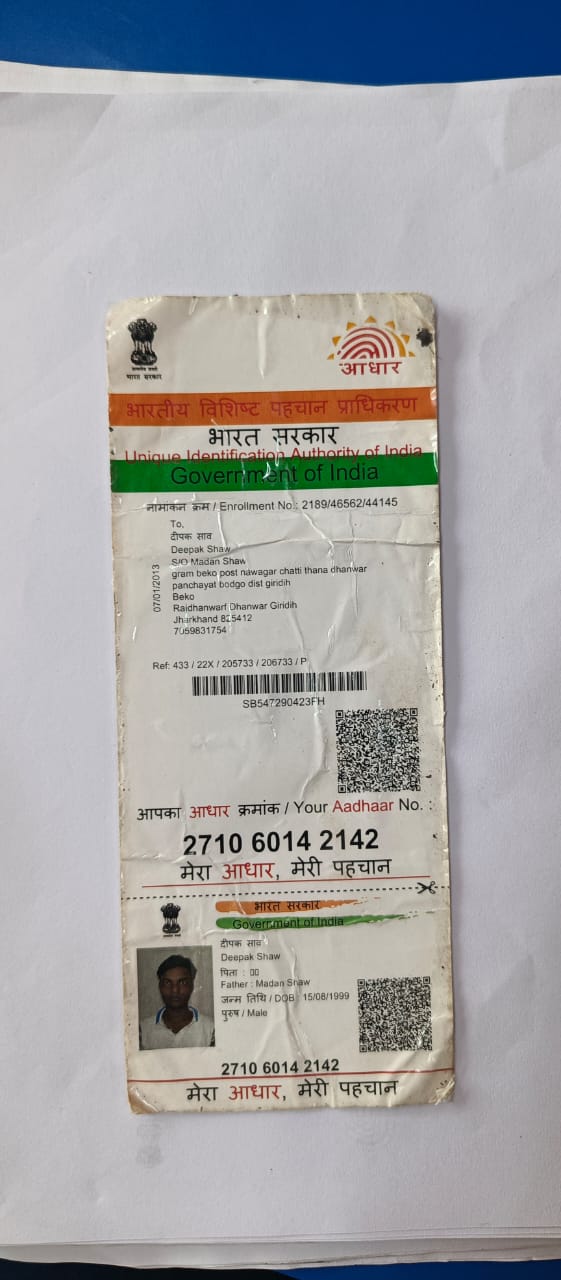 भारत सरकार
आधार
भारतीय विशिष्ट पहचान प्राधिकरण
भारत सरकार
Unique Identification Authority of India
Government of India
नामांकन क्रम / Enrollment No.: 2189/46562/44145
To,
दीपक साव
Deepak Shaw
S/O Madan Shaw
gram beko post nawagar chatti thana dhanwar
panchayat bodgo dist giridih
Beko
Rajdhanwar Dhanwar Giridih
Jharkhand 825412
7059831754
07/01/2013
Ref: 433 / 22X / 205733 / 206733 / P
SB547290423FH
आपका आधार क्रमांक / Your Aadhaar No. :
2710 6014 2142
मेरा आधार, मेरी पहचान
भारत सरकार
Government of India
दीपक साव
Deepak Shaw
पिता : ▯▯
Father : Madan Shaw
जन्म तिथि / DOB : 15/08/1999
पुरुष / Male
2710 6014 2142
मेरा आधार, मेरी पहचान